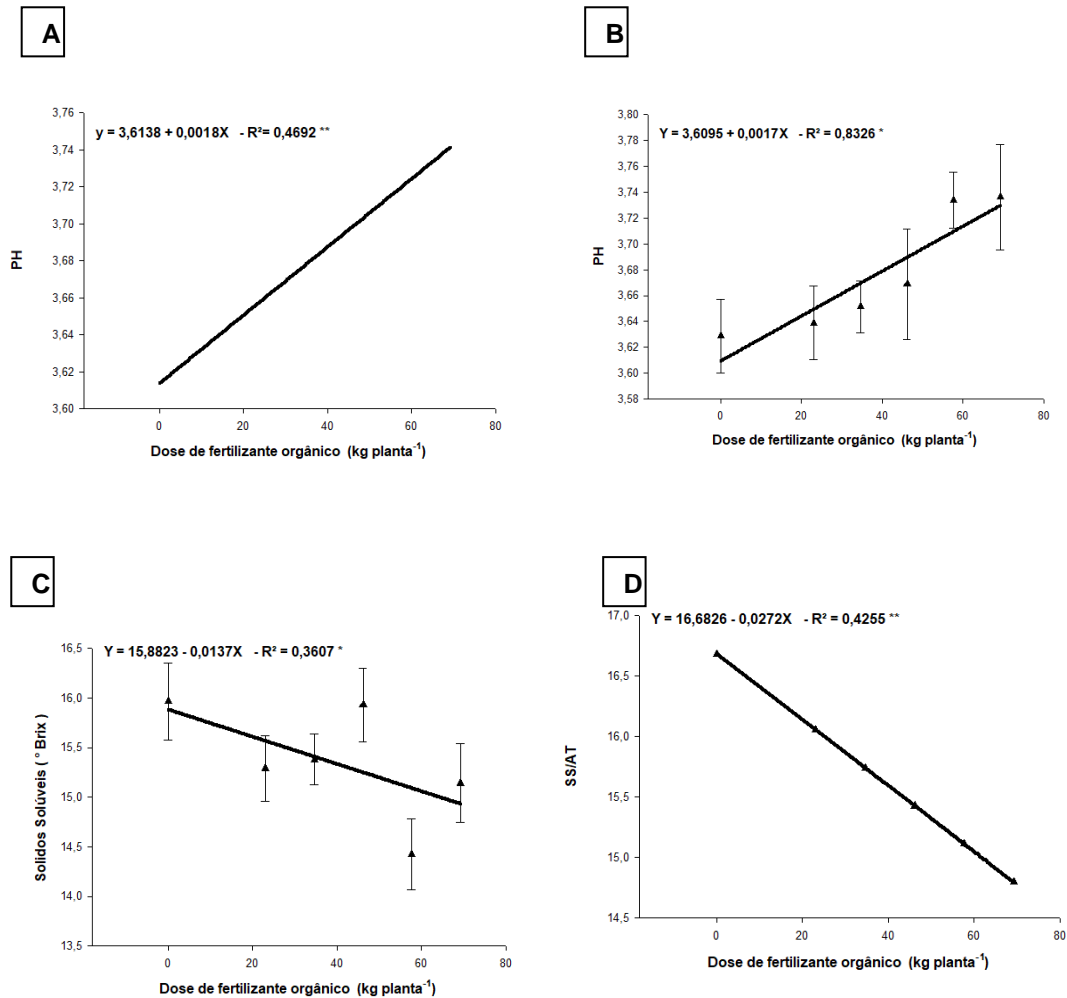 A
y = 3,6138 + 0,0018X - R²= 0,4692 **
3,76
3,74
3,72
3,70
3,68
3,66
3,64
3,62
3,60
PH
0 20 40 60 80
Dose de fertilizante orgânico (kg planta⁻¹)
B
Y = 3,6095 + 0,0017X - R² = 0,8326 *
3,80
3,78
3,76
3,74
3,72
3,70
3,68
3,66
3,64
3,62
3,60
3,58
PH
0 20 40 60 80
Dose de fertilizante orgânico (kg planta⁻¹)
C
Y = 15,8823 - 0,0137X - R² = 0,3607 *
16,5
16,0
15,5
15,0
14,5
14,0
13,5
Solidos Solúveis ( ° Brix )
0 20 40 60 80
Dose de fertilizante orgânico (kg planta⁻¹)
D
Y = 16,6826 - 0,0272X - R² = 0,4255 **
17,0
16,5
16,0
15,5
15,0
14,5
SS/AT
0 20 40 60 80
Dose de fertilizante orgânico (kg planta⁻¹)